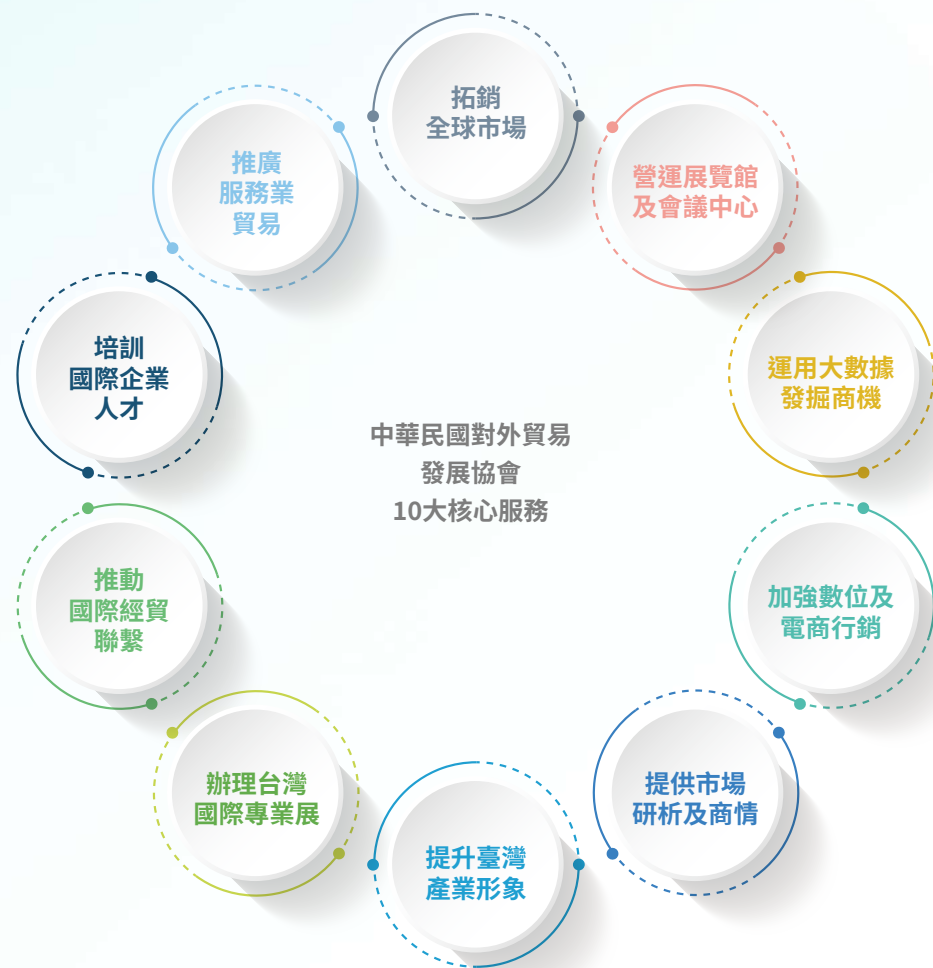 拓銷
全球市場
營運展覽館
及會議中心
運用大數據
發掘商機
加強數位及
電商行銷
提供市場
研析及商情
提升臺灣
產業形象
辦理台灣
國際專業展
推動
國際經貿
聯繫
培訓
國際企業
人才
推廣
服務業
貿易
中華民國對外貿易
發展協會
10大核心服務